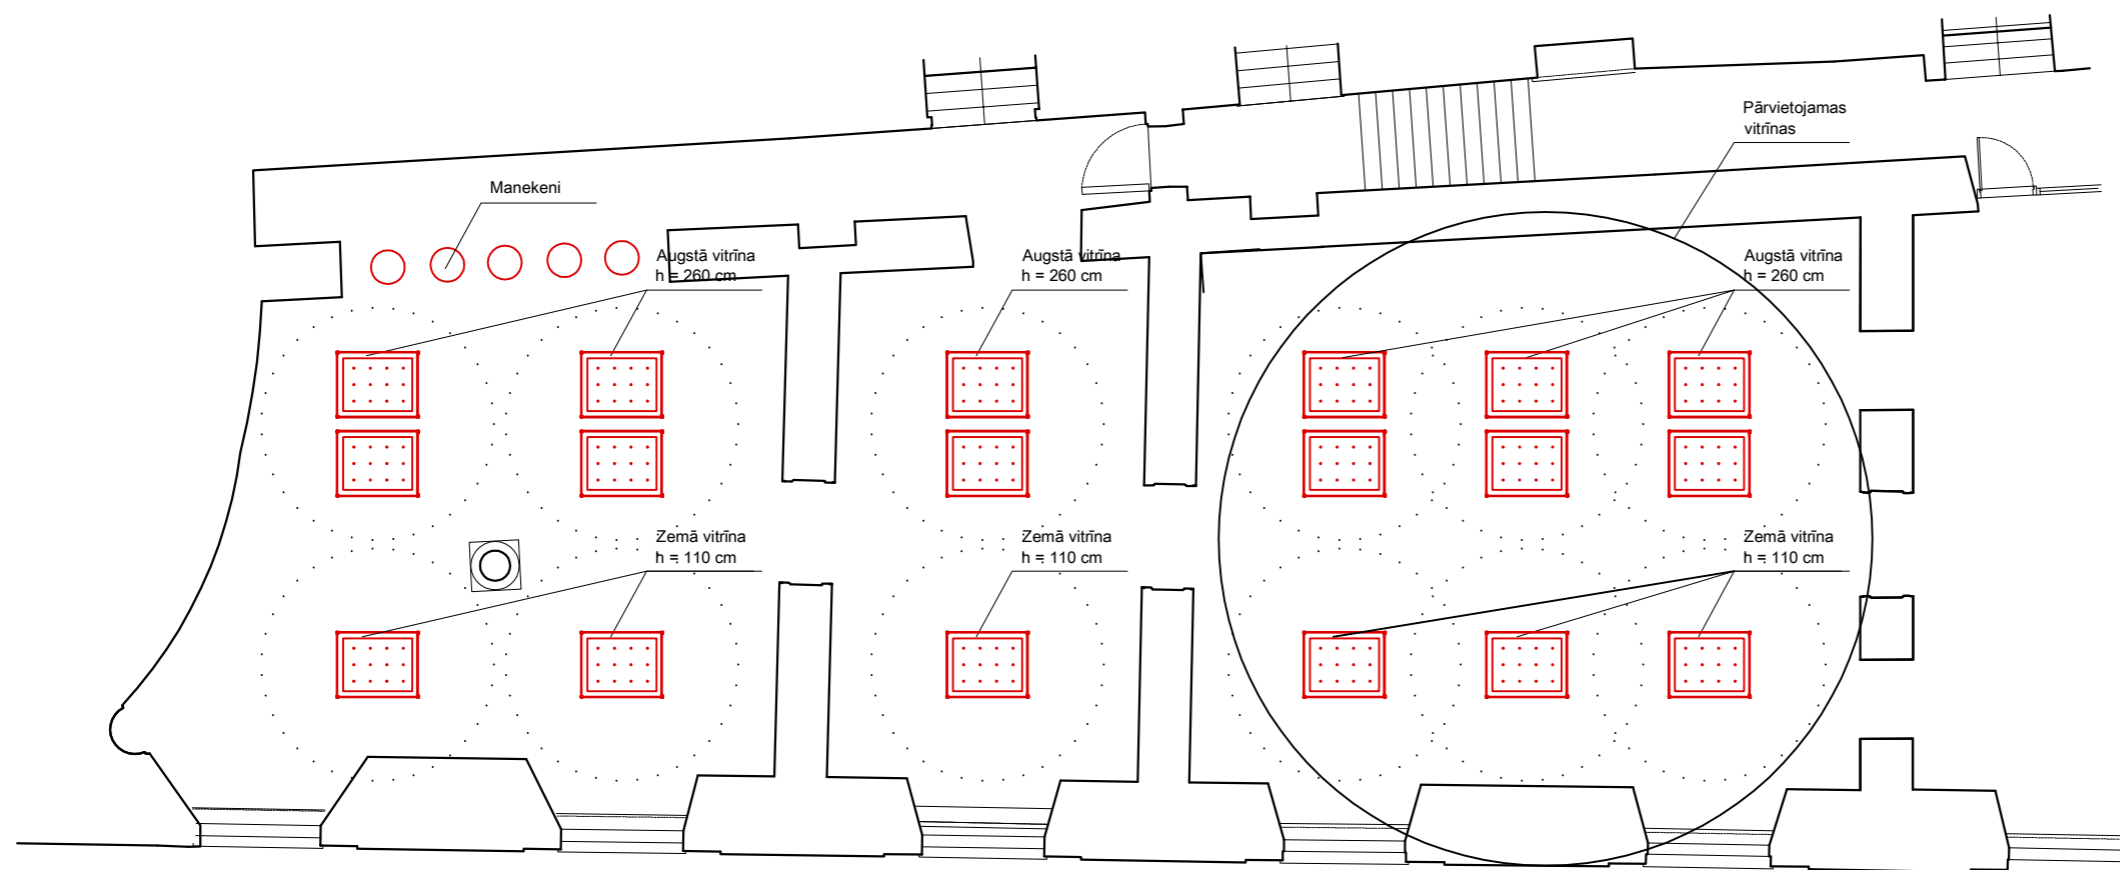 Pārvietojamas
vitrīnas
Manekeni
Augstā vitrīna
h = 260 cm
Augstā vitrīna
h = 260 cm
Augstā vitrīna
h = 260 cm
Zemā vitrīna
h = 110 cm
Zemā vitrīna
h = 110 cm
Zemā vitrīna
h = 110 cm